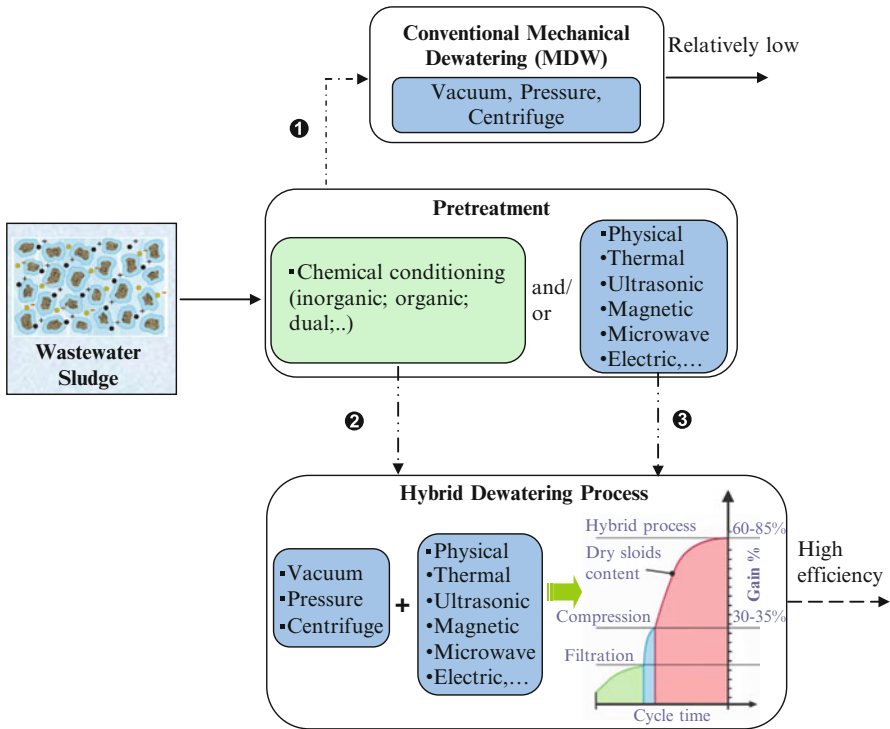 Conventional Mechanical
Dewatering (MDW)
Vacuum, Pressure,
Centrifuge
Relatively low
❶
Pretreatment
▪Chemical conditioning
(inorganic; organic;
dual;..)
and/
or
▪Physical
•Thermal
•Ultrasonic
•Magnetic
•Microwave
•Electric,…
Wastewater
Sludge
❷
❸
Hybrid Dewatering Process
▪Vacuum
▪Pressure
▪Centrifuge
+
▪Physical
•Thermal
•Ultrasonic
•Magnetic
•Microwave
•Electric,…
Hybrid process
60-85%
Dry sloids
content
Gain %
Compression
30-35%
Filtration
Cycle time
High
efficiency